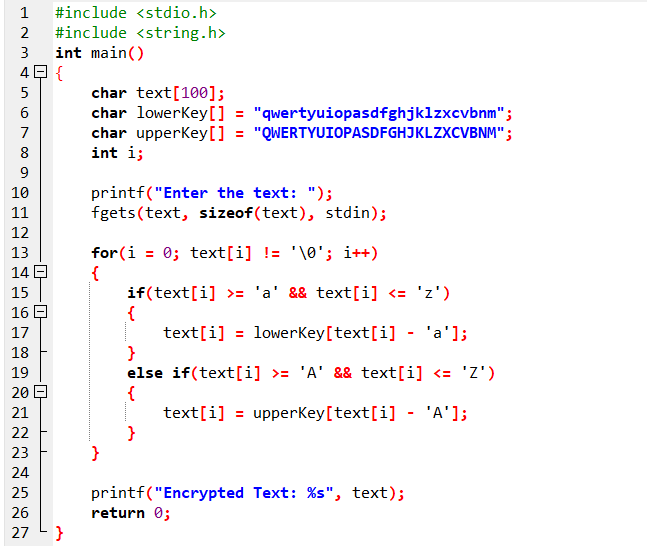 1 #include <stdio.h>
2 #include <string.h>
3 int main()
4 {
5     char text[100];
6     char lowerKey[] = "qwertyuiopasdfghjklzxcvbnm";
7     char upperKey[] = "QWERTYUIOPASDFGHJKLZXCVBNM";
8     int i;
9
10     printf("Enter the text: ");
11     fgets(text, sizeof(text), stdin);
12
13     for(i = 0; text[i] != '\0'; i++)
14     {
15         if(text[i] >= 'a' && text[i] <= 'z')
16         {
17             text[i] = lowerKey[text[i] - 'a'];
18         }
19         else if(text[i] >= 'A' && text[i] <= 'Z')
20         {
21             text[i] = upperKey[text[i] - 'A'];
22         }
23     }
24
25     printf("Encrypted Text: %s", text);
26     return 0;
27 }